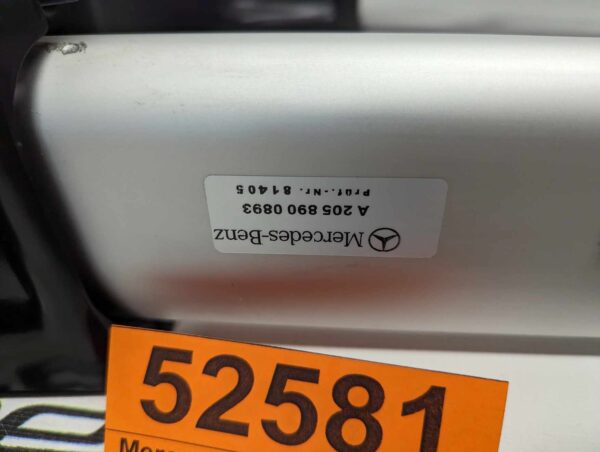 Mercedes-Benz
A 205 890 0893
Prüf.-Nr. 81405
52581